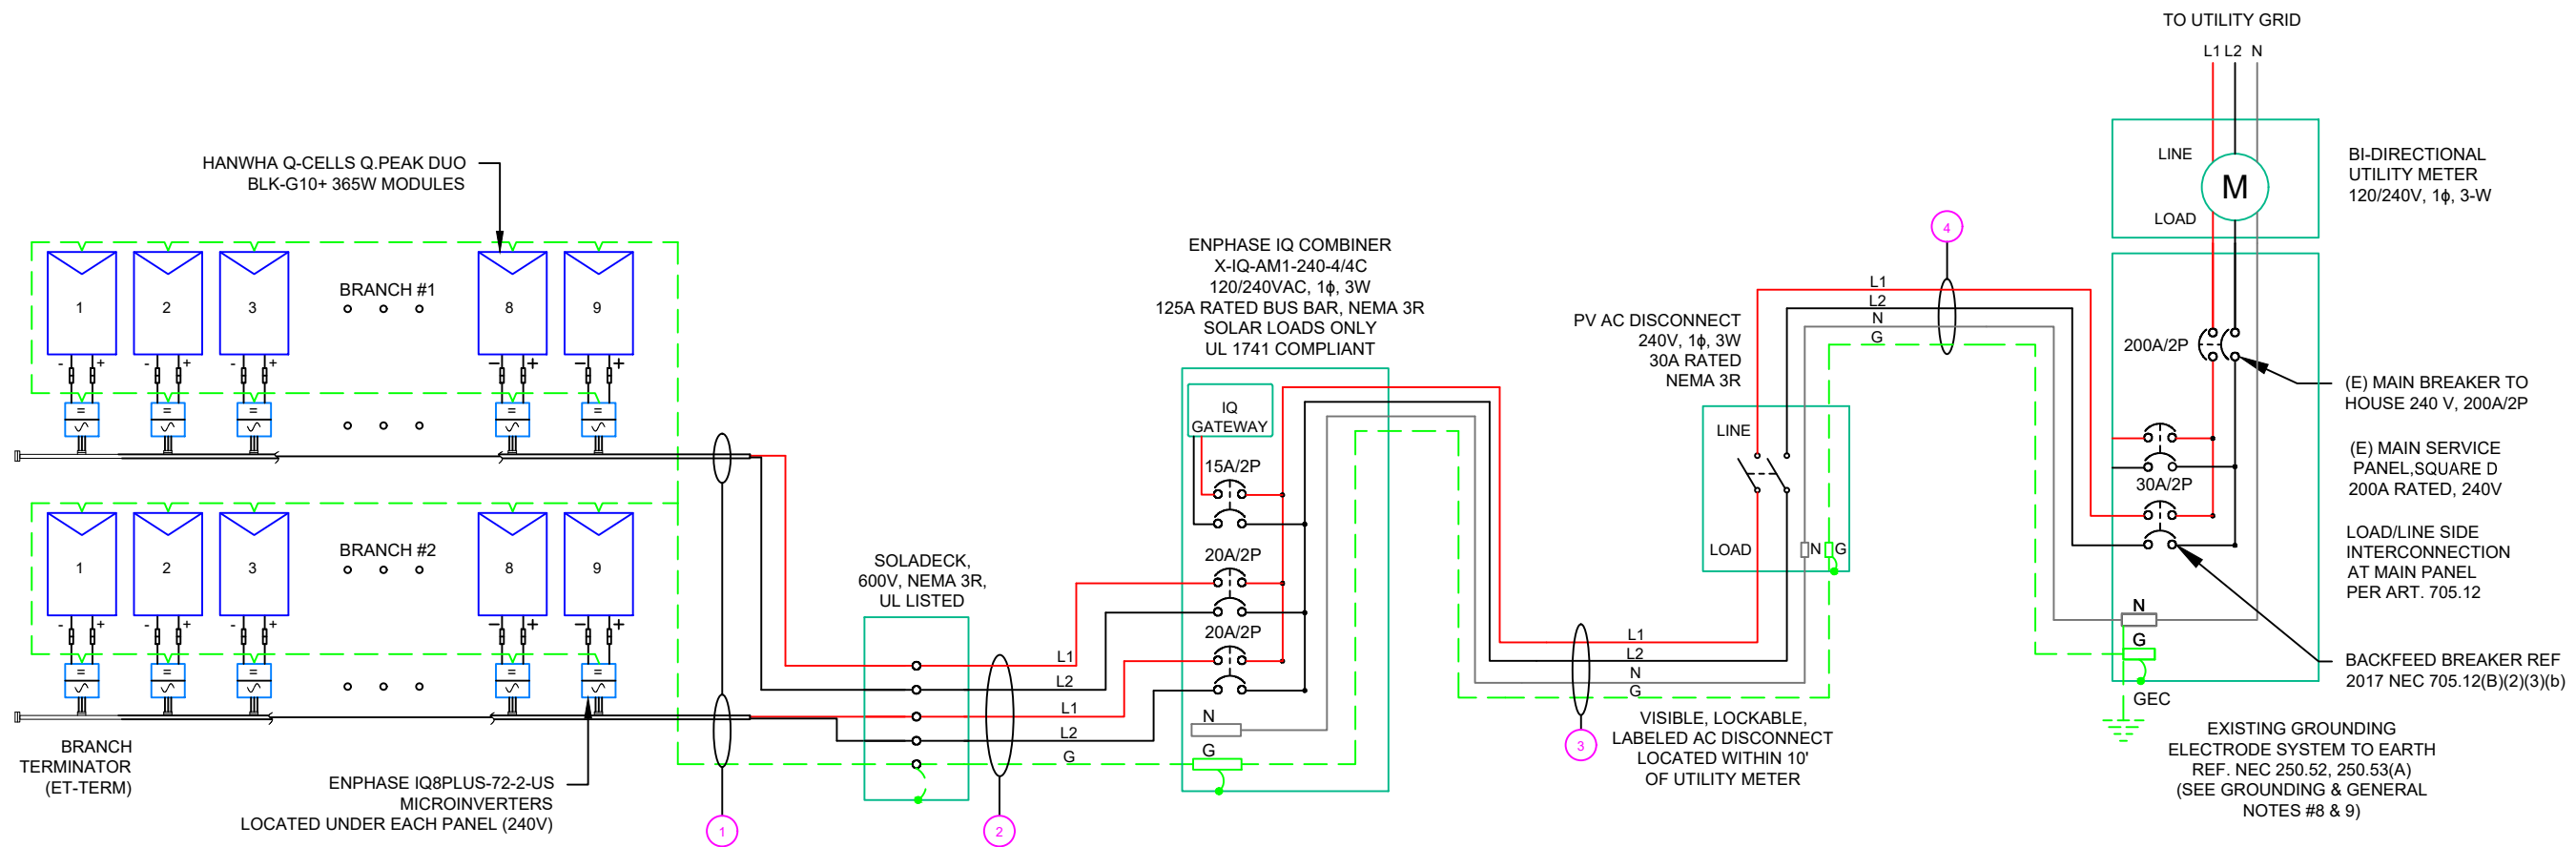 TO UTILITY GRID
L1 L2 N
LINE
M
LOAD
BI-DIRECTIONAL
UTILITY METER
120/240V, 1ɸ, 3-W
HANWHA Q-CELLS Q.PEAK DUO
BLK-G10+ 365W MODULES
1
2
3
BRANCH #1
8
9
- +
- +
- +
- +
- +
=
=
=
=
=
1
2
3
BRANCH #2
8
9
- +
- +
- +
- +
- +
=
=
=
=
=
BRANCH
TERMINATOR
(ET-TERM)
ENPHASE IQ8PLUS-72-2-US
MICROINVERTERS
LOCATED UNDER EACH PANEL (240V)
1
SOLADECK,
600V, NEMA 3R,
UL LISTED
L1
L2
L1
L2
G
2
ENPHASE IQ COMBINER
X-IQ-AM1-240-4/4C
120/240VAC, 1ɸ, 3W
125A RATED BUS BAR, NEMA 3R
SOLAR LOADS ONLY
UL 1741 COMPLIANT
IQ
GATEWAY
15A/2P
20A/2P
20A/2P
N
G
L1
L2
N
G
3
PV AC DISCONNECT
240V, 1ɸ, 3W
30A RATED
NEMA 3R
LINE
LOAD
N G
VISIBLE, LOCKABLE,
LABELED AC DISCONNECT
LOCATED WITHIN 10'
OF UTILITY METER
4
L1
L2
N
G
200A/2P
30A/2P
N
G
GEC
(E) MAIN BREAKER TO
HOUSE 240 V, 200A/2P
(E) MAIN SERVICE
PANEL,SQUARE D
200A RATED, 240V
LOAD/LINE SIDE
INTERCONNECTION
AT MAIN PANEL
PER ART. 705.12
BACKFEED BREAKER REF
2017 NEC 705.12(B)(2)(3)(b)
EXISTING GROUNDING
ELECTRODE SYSTEM TO EARTH
REF. NEC 250.52, 250.53(A)
(SEE GROUNDING & GENERAL
NOTES #8 & 9)